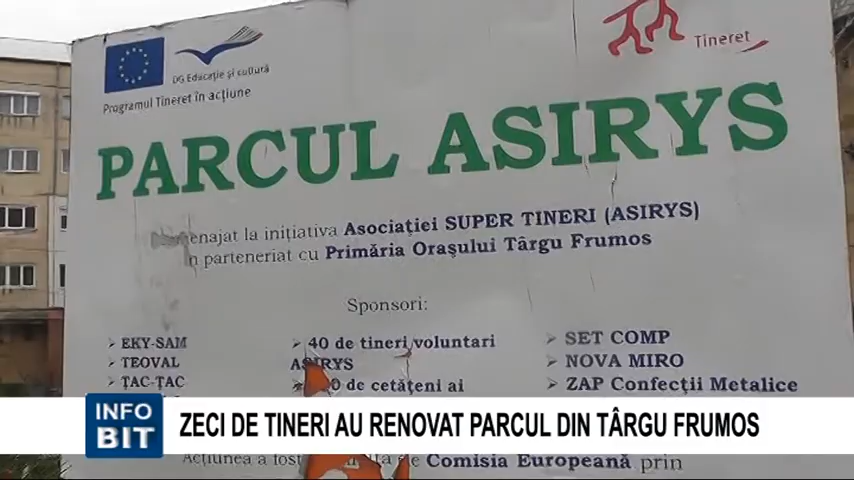 DG Educație și cultură
Programul Tineret în acțiune
Tineret
PARCUL ASIRYS
la inițiativa Asociației SUPER TINERI (ASIRYS)
parteneriat cu Primăria Orașului Târgu Frumos
Sponsori:
EKY-SAM
TEOVAL
ȚAC-ȚAC
40 de tineri voluntari
ASIRYS
de cetățeni ai
SET COMP
NOVA MIRO
ZAP Confecții Metalice
INFO
BIT
ZECI DE TINERI AU RENOVAT PARCUL DIN TÂRGU FRUMOS
Acțiunea a fost de Comisia Europeană prin